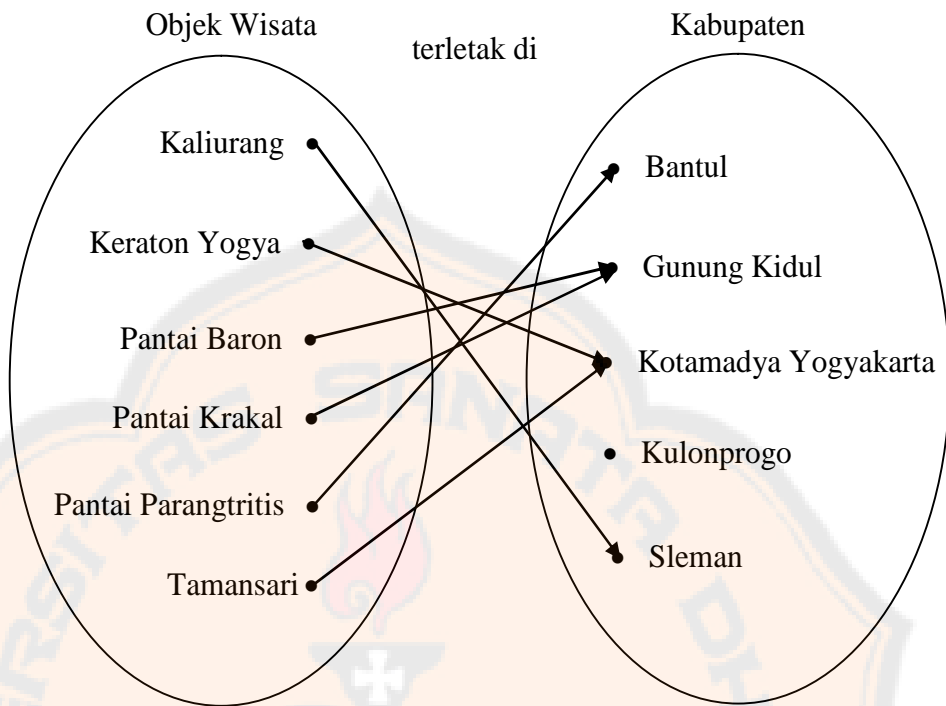 Objek Wisata
terletak di
Kabupaten
Kaliurang
Keraton Yogya
Pantai Baron
Pantai Krakal
Pantai Parangtritis
Tamansari
Bantul
Gunung Kidul
Kotamadya Yogyakarta
Kulonprogo
Sleman
SANATA